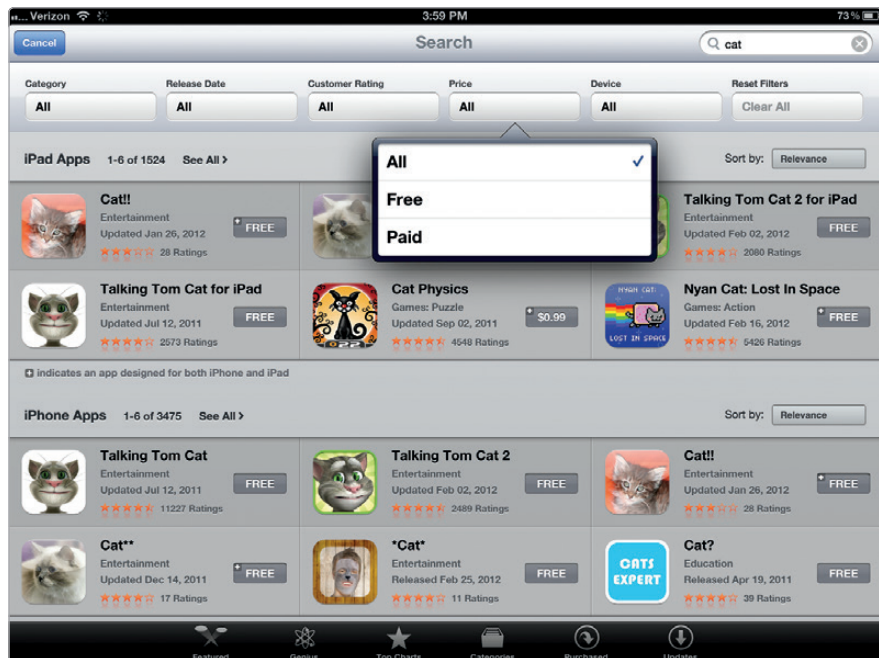 Verizon
3:59 PM
73%
Cancel
Search
cat
Category
Release Date
Customer Rating
Price
Device
Reset Filters
All
All
All
All
All
Clear All
iPad Apps 1-6 of 1524 See All >
Sort by: Relevance
All ✓
Free
Paid
Cat!!
Entertainment
Updated Jan 26, 2012
28 Ratings
+ FREE
Talking Tom Cat 2 for iPad
Entertainment
Updated Feb 02, 2012
2080 Ratings
FREE
Talking Tom Cat for iPad
Entertainment
Updated Jul 12, 2011
2573 Ratings
FREE
Cat Physics
Games: Puzzle
Updated Sep 02, 2011
4548 Ratings
+ $0.99
NYAN CAT:
LOST IN SPACE
Nyan Cat: Lost In Space
Games: Action
Updated Feb 16, 2012
5426 Ratings
+ FREE
+ indicates an app designed for both iPhone and iPad
iPhone Apps 1-6 of 3475 See All >
Sort by: Relevance
Talking Tom Cat
Entertainment
Updated Jul 12, 2011
11227 Ratings
FREE
Talking Tom Cat 2
Entertainment
Updated Feb 02, 2012
2489 Ratings
FREE
Cat!!
Entertainment
Updated Jan 26, 2012
28 Ratings
+ FREE
Cat**
Entertainment
Updated Dec 14, 2011
17 Ratings
+ FREE
*Cat*
Entertainment
Released Feb 25, 2012
11 Ratings
FREE
CATS
EXPERT
Cat?
Education
Released Apr 19, 2011
39 Ratings
FREE
Featured
Genius
Top Charts
Categories
Purchased
Updates